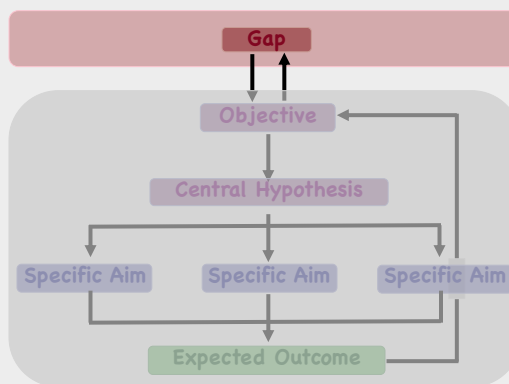 Gap
Objective
Central Hypothesis
Specific Aim Specific Aim Specific Aim
Expected Outcome